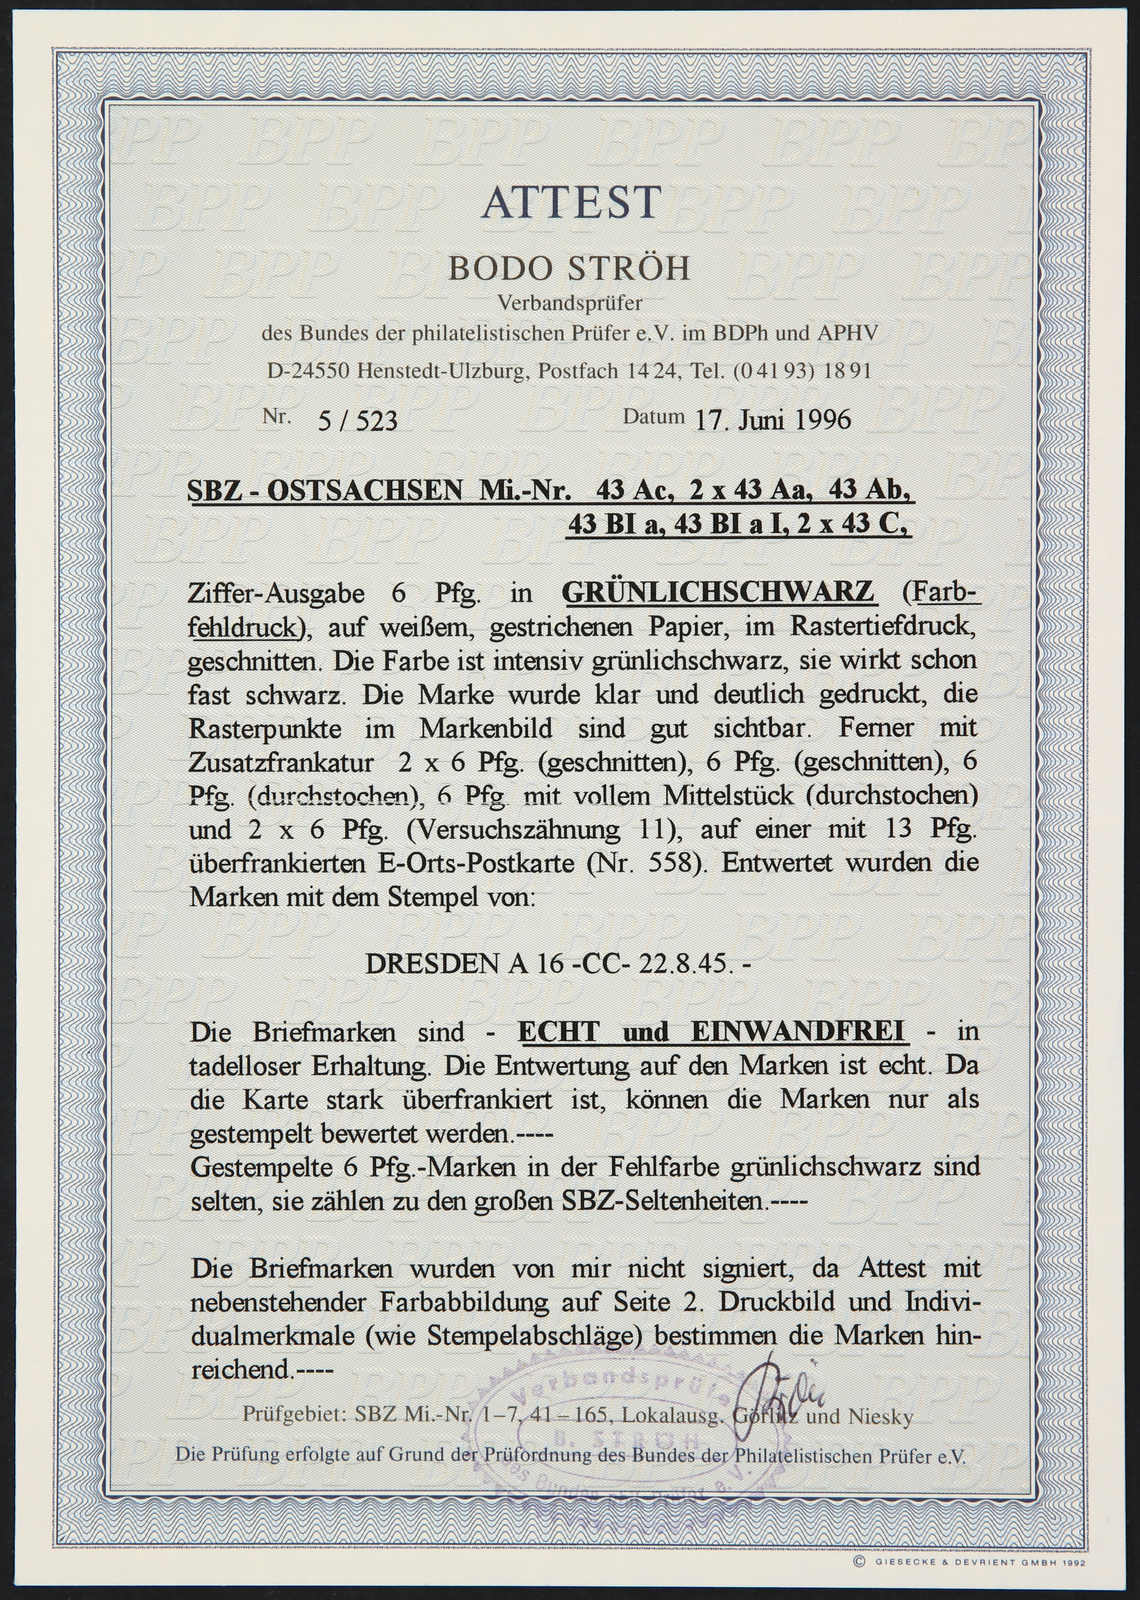 ATTEST
BODO STRÖH
Verbandsprüfer
des Bundes der philatelistischen Prüfer e.V. im BDPh und APHV
D-24550 Henstedt-Ulzburg, Postfach 14 24, Tel. (0 41 93) 18 91
Nr. 5 / 523 Datum 17. Juni 1996
SBZ - OSTSACHSEN Mi.-Nr. 43 Ac, 2 x 43 Aa, 43 Ab,
43 BI a, 43 BI a I, 2 x 43 C,
Ziffer-Ausgabe 6 Pfg. in GRÜNLICHSCHWARZ (Farb-
fehldruck), auf weißem, gestrichenen Papier, im Rastertiefdruck,
geschnitten. Die Farbe ist intensiv grünlichschwarz, sie wirkt schon
fast schwarz. Die Marke wurde klar und deutlich gedruckt, die
Rasterpunkte im Markenbild sind gut sichtbar. Ferner mit
Zusatzfrankatur 2 x 6 Pfg. (geschnitten), 6 Pfg. (geschnitten), 6
Pfg. (durchstochen), 6 Pfg. mit vollem Mittelstück (durchstochen)
und 2 x 6 Pfg. (Versuchszähnung 11), auf einer mit 13 Pfg.
überfrankierten E-Orts-Postkarte (Nr. 558). Entwertet wurden die
Marken mit dem Stempel von:
DRESDEN A 16 -CC- 22.8.45. -
Die Briefmarken sind - ECHT und EINWANDFREI - in
tadelloser Erhaltung. Die Entwertung auf den Marken ist echt. Da
die Karte stark überfrankiert ist, können die Marken nur als
gestempelt bewertet werden.----
Gestempelte 6 Pfg.-Marken in der Fehlfarbe grünlichschwarz sind
selten, sie zählen zu den großen SBZ-Seltenheiten.----
Die Briefmarken wurden von mir nicht signiert, da Attest mit
nebenstehender Farbabbildung auf Seite 2. Druckbild und Indivi-
dualmerkmale (wie Stempelabschläge) bestimmen die Marken hin-
reichend.----
Verbandsprüfer
Prüfgebiet: SBZ Mi.-Nr. 1–7, 41–165, Lokalausg. Görlitz und Niesky
B. STRÖH
Die Prüfung erfolgte auf Grund der Prüfordnung des Bundes der Philatelistischen Prüfer e.V.
© GIESECKE & DEVRIENT GMBH 1992